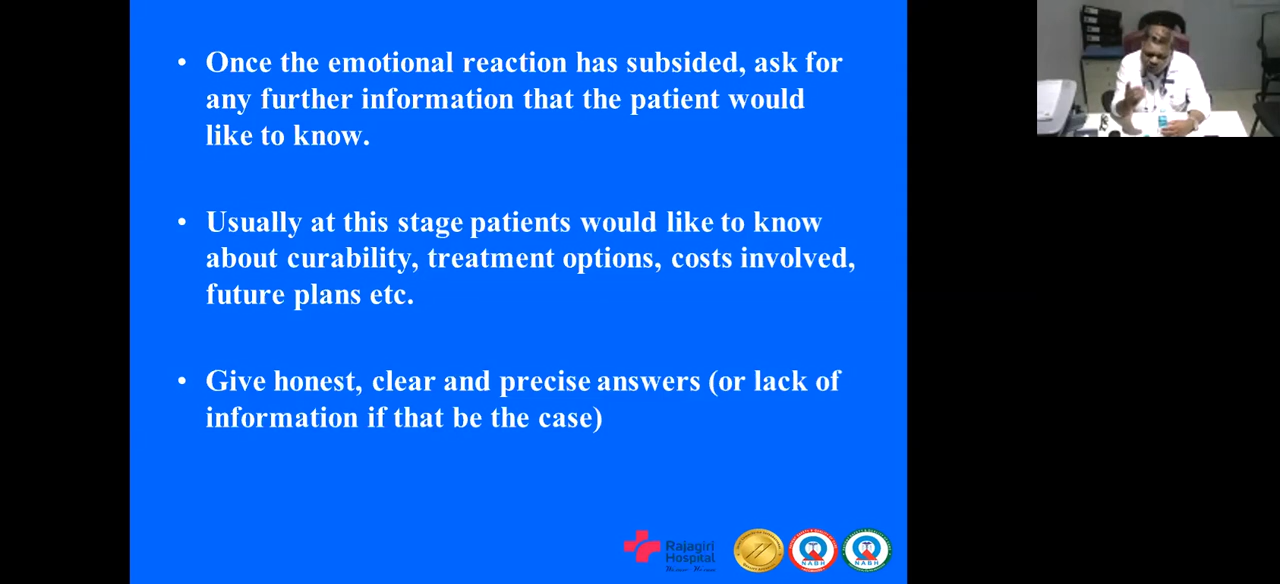 • Once the emotional reaction has subsided, ask for
any further information that the patient would
like to know.
• Usually at this stage patients would like to know
about curability, treatment options, costs involved,
future plans etc.
• Give honest, clear and precise answers (or lack of
information if that be the case)
Rajagiri
Hospital
NABH
NABH